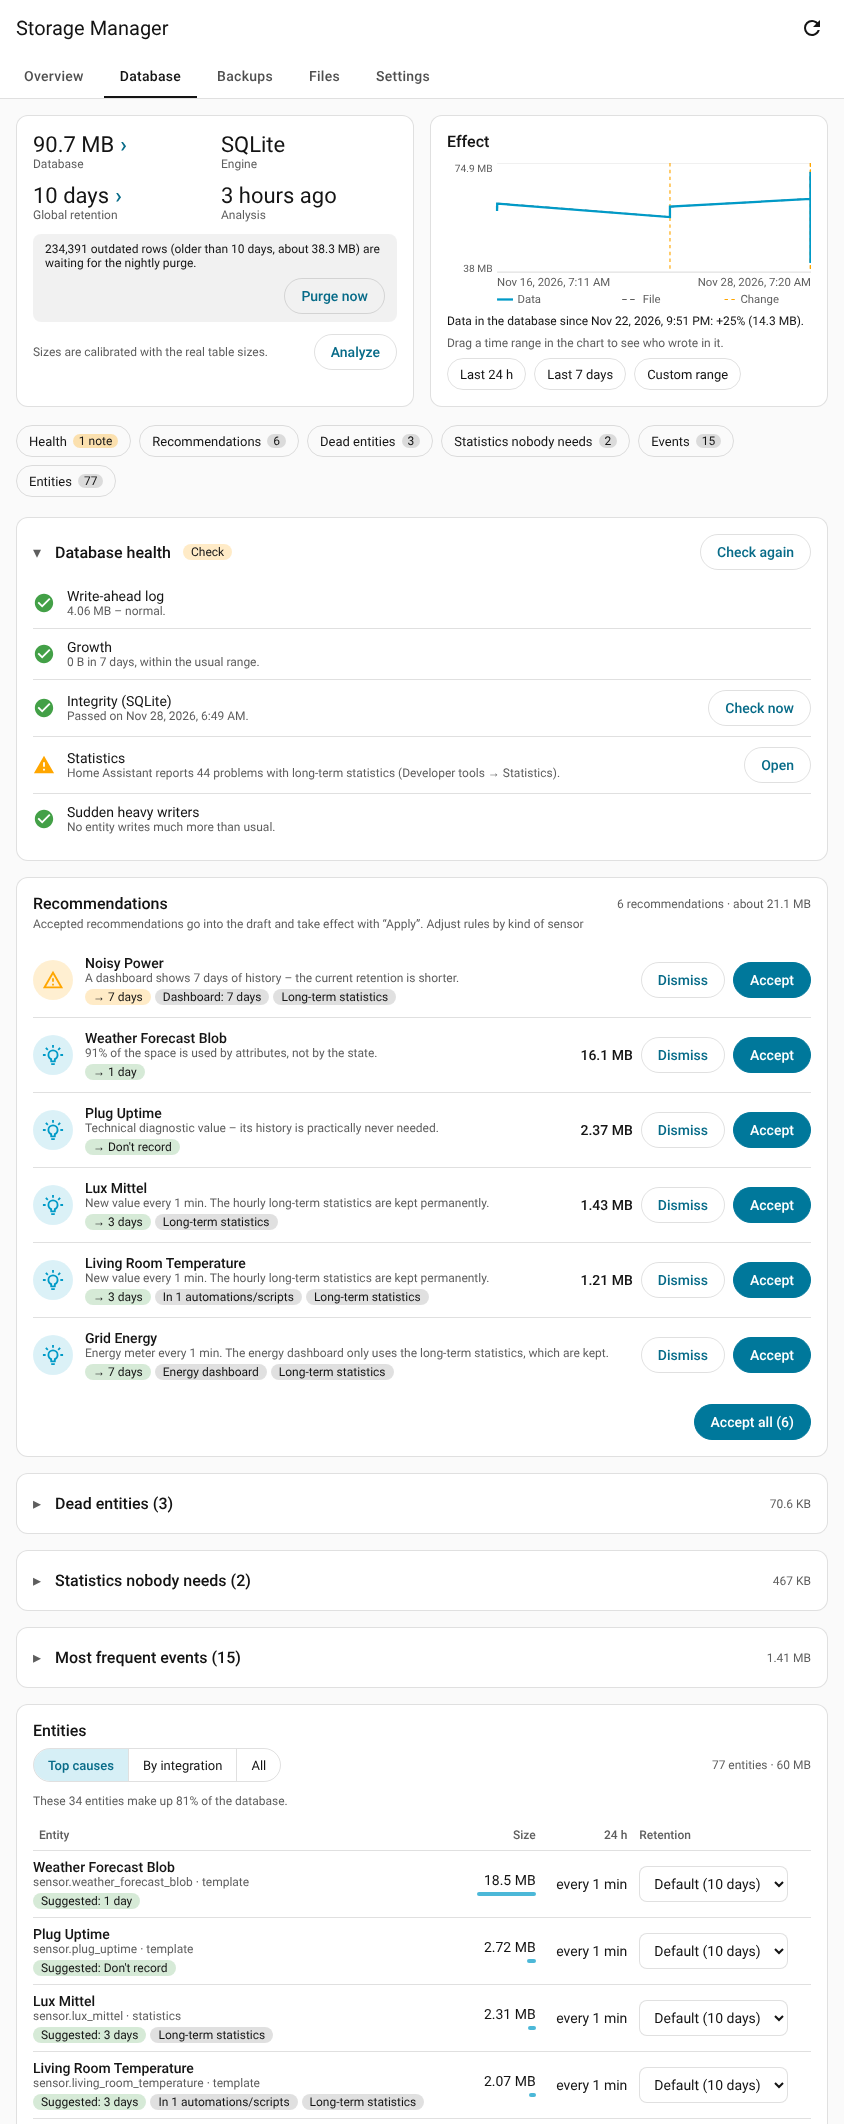 Storage Manager
Overview
Database
Backups
Files
Settings
90.7 MB ›
Database
SQLite
Engine
10 days ›
Global retention
3 hours ago
Analysis
234,391 outdated rows (older than 10 days, about 38.3 MB) are
waiting for the nightly purge.
Purge now
Sizes are calibrated with the real table sizes.
Analyze
Effect
74.9 MB
38 MB
Nov 16, 2026, 7:11 AM
Nov 28, 2026, 7:20 AM
Data
File
Change
Data in the database since Nov 22, 2026, 9:51 PM: +25% (14.3 MB).
Drag a time range in the chart to see who wrote in it.
Last 24 h
Last 7 days
Custom range
Health 1 note
Recommendations 6
Dead entities 3
Statistics nobody needs 2
Events 15
Entities 77
▼ Database health Check
Check again
Write-ahead log
4.06 MB – normal.
Growth
0 B in 7 days, within the usual range.
Integrity (SQLite)
Passed on Nov 28, 2026, 6:49 AM.
Check now
Statistics
Home Assistant reports 44 problems with long-term statistics (Developer tools → Statistics).
Open
Sudden heavy writers
No entity writes much more than usual.
Recommendations
6 recommendations · about 21.1 MB
Accepted recommendations go into the draft and take effect with “Apply”. Adjust rules by kind of sensor
Noisy Power
A dashboard shows 7 days of history – the current retention is shorter.
→ 7 days Dashboard: 7 days Long-term statistics
Dismiss Accept
Weather Forecast Blob
91% of the space is used by attributes, not by the state.
→ 1 day
16.1 MB Dismiss Accept
Plug Uptime
Technical diagnostic value – its history is practically never needed.
→ Don't record
2.37 MB Dismiss Accept
Lux Mittel
New value every 1 min. The hourly long-term statistics are kept permanently.
→ 3 days Long-term statistics
1.43 MB Dismiss Accept
Living Room Temperature
New value every 1 min. The hourly long-term statistics are kept permanently.
→ 3 days In 1 automations/scripts Long-term statistics
1.21 MB Dismiss Accept
Grid Energy
Energy meter every 1 min. The energy dashboard only uses the long-term statistics, which are kept.
→ 7 days Energy dashboard Long-term statistics
Dismiss Accept
Accept all (6)
▶ Dead entities (3)
70.6 KB
▶ Statistics nobody needs (2)
467 KB
▶ Most frequent events (15)
1.41 MB
Entities
Top causes
By integration
All
77 entities · 60 MB
These 34 entities make up 81% of the database.
Entity Size 24 h Retention
Weather Forecast Blob
sensor.weather_forecast_blob · template
Suggested: 1 day
18.5 MB every 1 min Default (10 days)
Plug Uptime
sensor.plug_uptime · template
Suggested: Don't record
2.72 MB every 1 min Default (10 days)
Lux Mittel
sensor.lux_mittel · statistics
Suggested: 3 days Long-term statistics
2.31 MB every 1 min Default (10 days)
Living Room Temperature
sensor.living_room_temperature · template
Suggested: 3 days In 1 automations/scripts Long-term statistics
2.07 MB every 1 min Default (10 days)